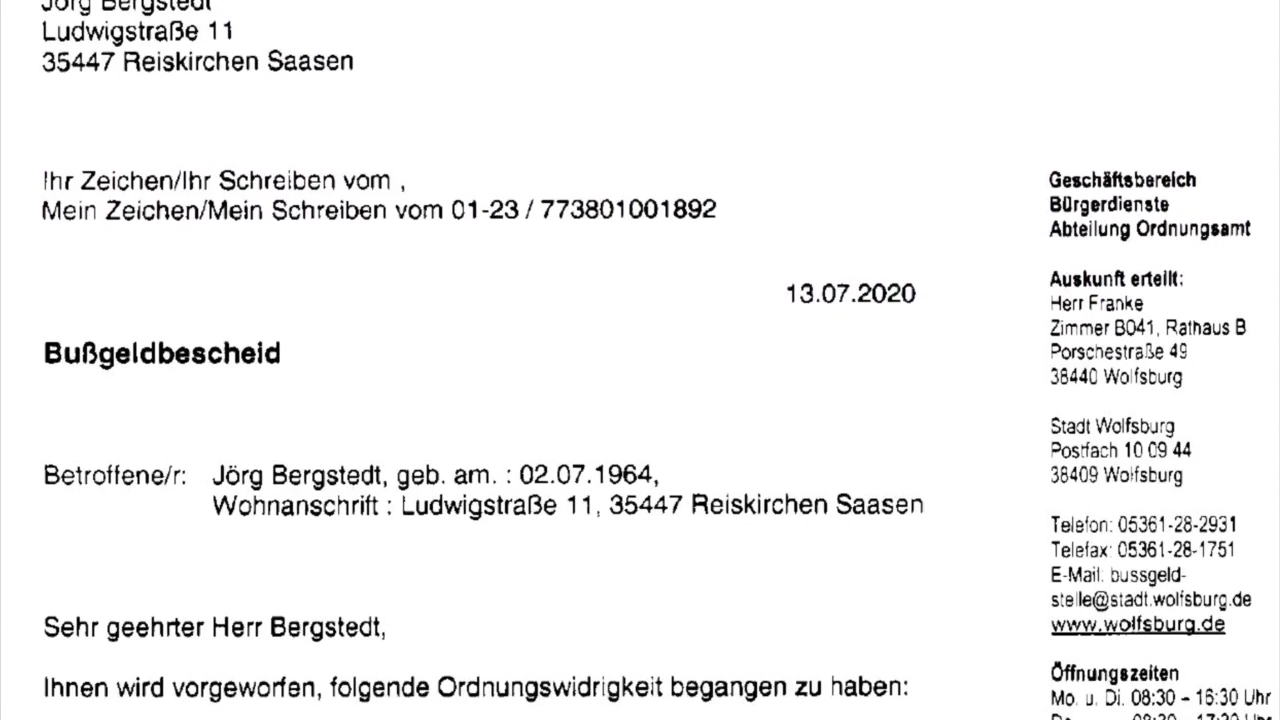 Jörg Bergstedt
Ludwigstraße 11
35447 Reiskirchen Saasen
Ihr Zeichen/Ihr Schreiben vom ,
Mein Zeichen/Mein Schreiben vom 01-23 / 773801001892
13.07.2020
Bußgeldbescheid
Betroffene/r: Jörg Bergstedt, geb. am. : 02.07.1964,
Wohnanschrift : Ludwigstraße 11, 35447 Reiskirchen Saasen
Sehr geehrter Herr Bergstedt,
Ihnen wird vorgeworfen, folgende Ordnungswidrigkeit begangen zu haben:
Geschäftsbereich
Bürgerdienste
Abteilung Ordnungsamt
Auskunft erteilt:
Herr Franke
Zimmer B041, Rathaus B
Porschestraße 49
38440 Wolfsburg
Stadt Wolfsburg
Postfach 10 09 44
38409 Wolfsburg
Telefon: 05361-28-2931
Telefax: 05361-28-1751
E-Mail: bussgeld-
stelle@stadt.wolfsburg.de
www.wolfsburg.de
Öffnungszeiten
Mo. u. Di. 08:30 – 16:30 Uhr